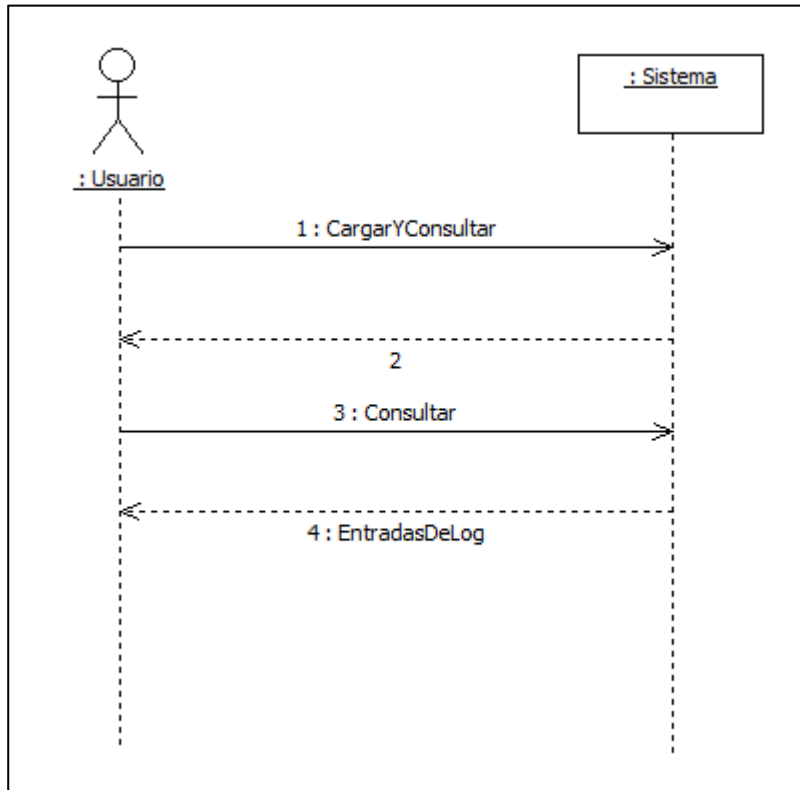 : Sistema
: Usuario
1 : CargarYConsultar
2
3 : Consultar
4 : EntradasDeLog